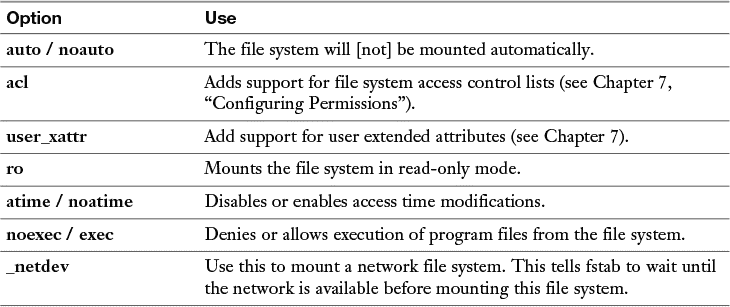 Option Use
auto / noauto The file system will [not] be mounted automatically.
acl Adds support for file system access control lists (see Chapter 7,
“Configuring Permissions”).
user_xattr Add support for user extended attributes (see Chapter 7).
ro Mounts the file system in read-only mode.
atime / noatime Disables or enables access time modifications.
noexec / exec Denies or allows execution of program files from the file system.
_netdev Use this to mount a network file system. This tells fstab to wait until
the network is available before mounting this file system.